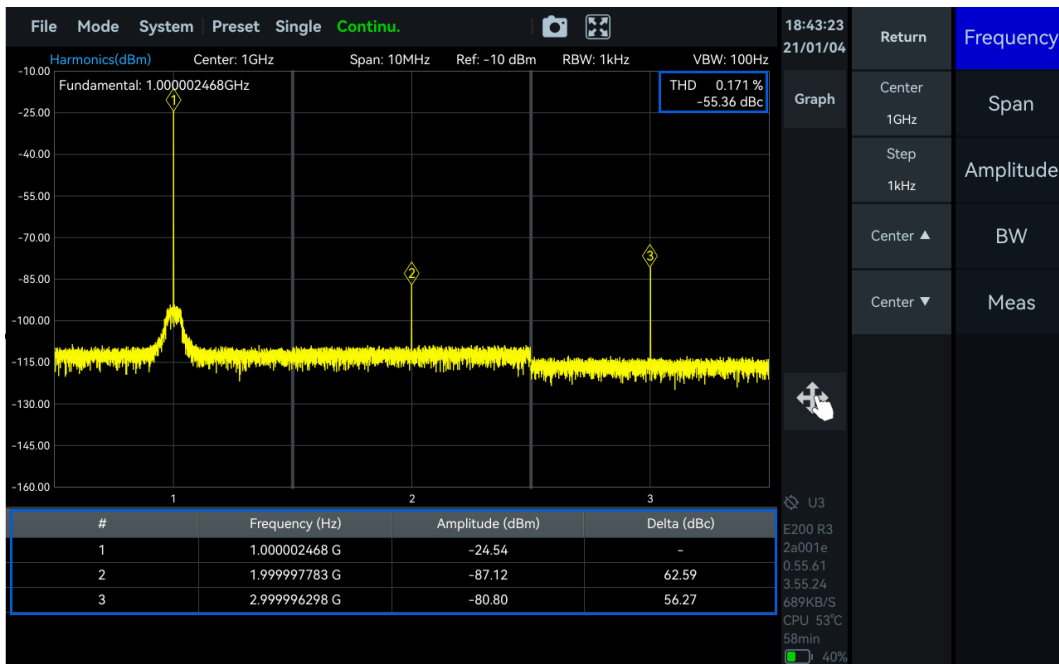 File Mode System Preset Single Continu.
Harmonics(dBm) Center: 1GHz Span: 10MHz Ref: -10 dBm RBW: 1kHz VBW: 100Hz
Fundamental: 1.000002468GHz
THD 0.171 %
-55.36 dBc
-10.00
-25.00
-40.00
-55.00
-70.00
-85.00
-100.00
-115.00
-130.00
-145.00
-160.00
1
2
3
1 2 3
# Frequency (Hz) Amplitude (dBm) Delta (dBc)
1 1.000002468 G -24.54 -
2 1.999997783 G -87.12 62.59
3 2.999996298 G -80.80 56.27
18:43:23
21/01/04
Graph
U3
E200 R3
2a001e
0.55.61
3.55.24
689KB/S
CPU 53℃
58min
40%
Return
Center
1GHz
Step
1kHz
Center ▲
Center ▼
Frequency
Span
Amplitude
BW
Meas